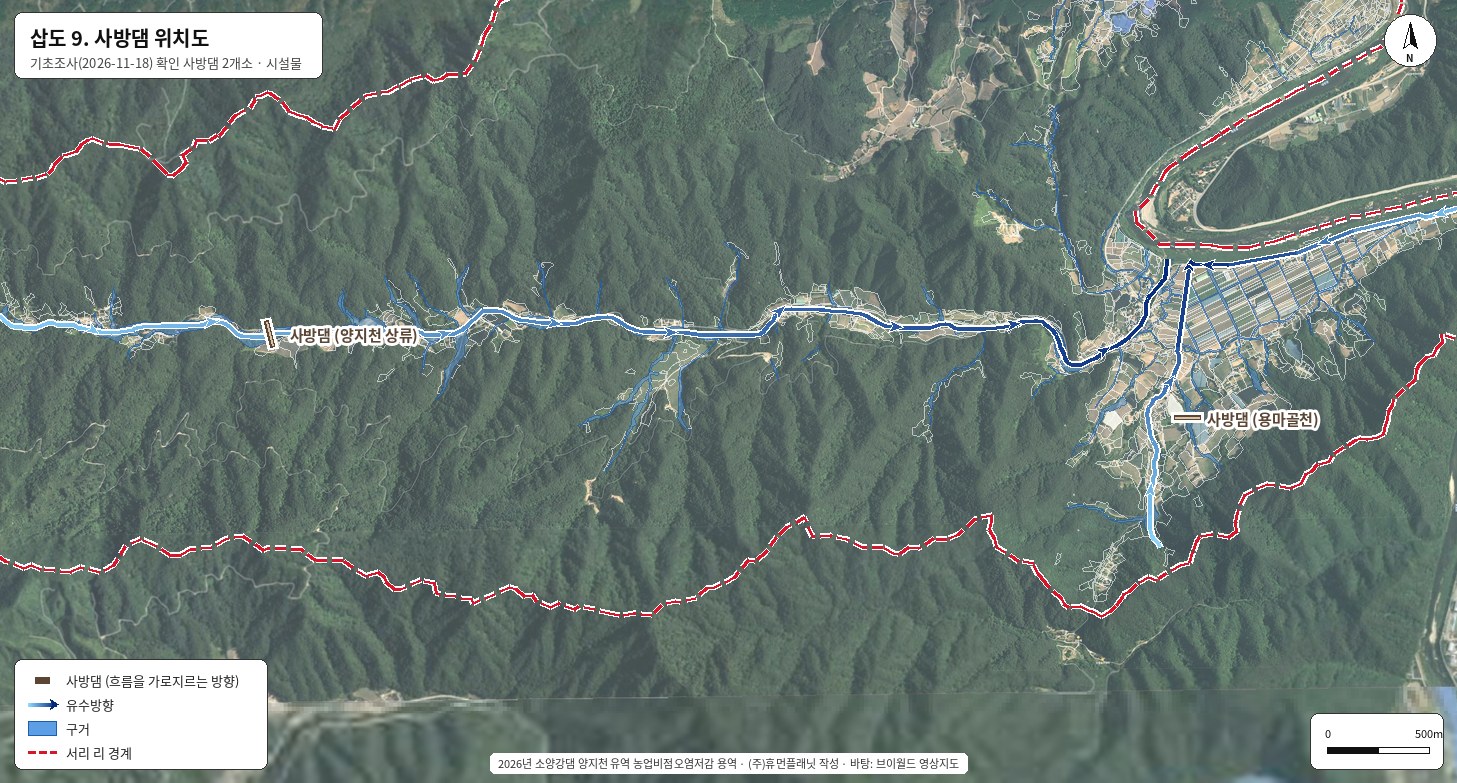 삽도 9. 사방댐 위치도
기초조사(2026-11-18) 확인 사방댐 2개소 · 시설물
N
사방댐 (양지천 상류)
사방댐 (용마골천)
사방댐 (흐름을 가로지르는 방향)
유수방향
구거
서리 리 경계
0 500m
2026년 소양강댐 양지천 유역 농업비점오염저감 용역 · (주)휴먼플래닛 작성 · 바탕: 브이월드 영상지도